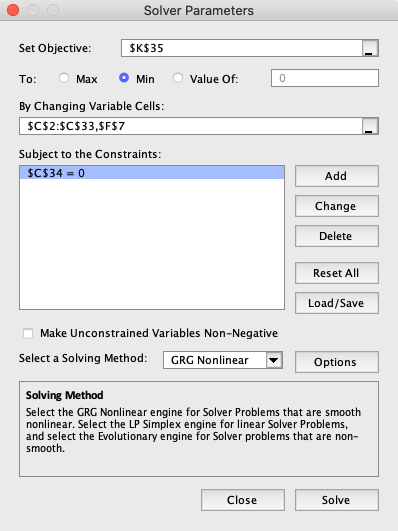 Solver Parameters
Set Objective: $K$35
To: Max Min Value Of: 0
By Changing Variable Cells:
$C$2:$C$33,$F$7
Subject to the Constraints:
$C$34 = 0
Add
Change
Delete
Reset All
Load/Save
Make Unconstrained Variables Non-Negative
Select a Solving Method: GRG Nonlinear Options
Solving Method
Select the GRG Nonlinear engine for Solver Problems that are smooth
nonlinear. Select the LP Simplex engine for linear Solver Problems,
and select the Evolutionary engine for Solver problems that are non-
smooth.
Close Solve